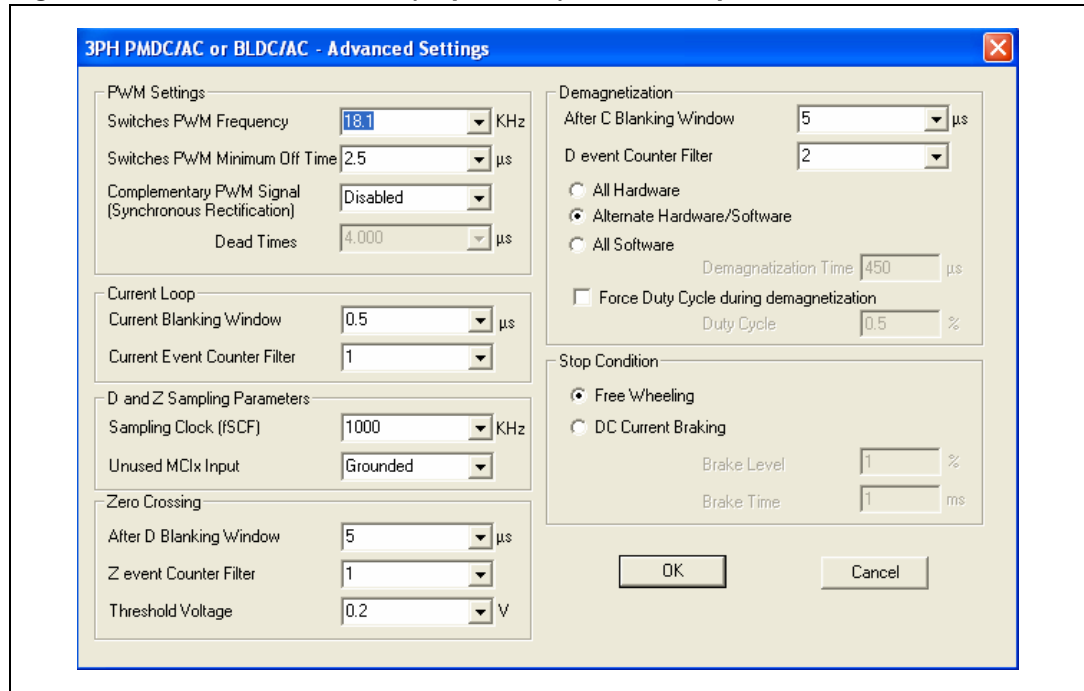 3PH PMDC/AC or BLDC/AC - Advanced Settings
PWM Settings
Switches PWM Frequency 18.1 KHz
Switches PWM Minimum Off Time 2.5 µs
Complementary PWM Signal
(Synchronous Rectification) Disabled
Dead Times 4.000 µs
Current Loop
Current Blanking Window 0.5 µs
Current Event Counter Filter 1
D and Z Sampling Parameters
Sampling Clock (fSCF) 1000 KHz
Unused MCIx Input Grounded
Zero Crossing
After D Blanking Window 5 µs
Z event Counter Filter 1
Threshold Voltage 0.2 V
Demagnetization
After C Blanking Window 5 µs
D event Counter Filter 2
All Hardware
Alternate Hardware/Software
All Software
Demagnatization Time 450 µs
Force Duty Cycle during demagnetization
Duty Cycle 0.5 %
Stop Condition
Free Wheeling
DC Current Braking
Brake Level 1 %
Brake Time 1 ms
OK Cancel